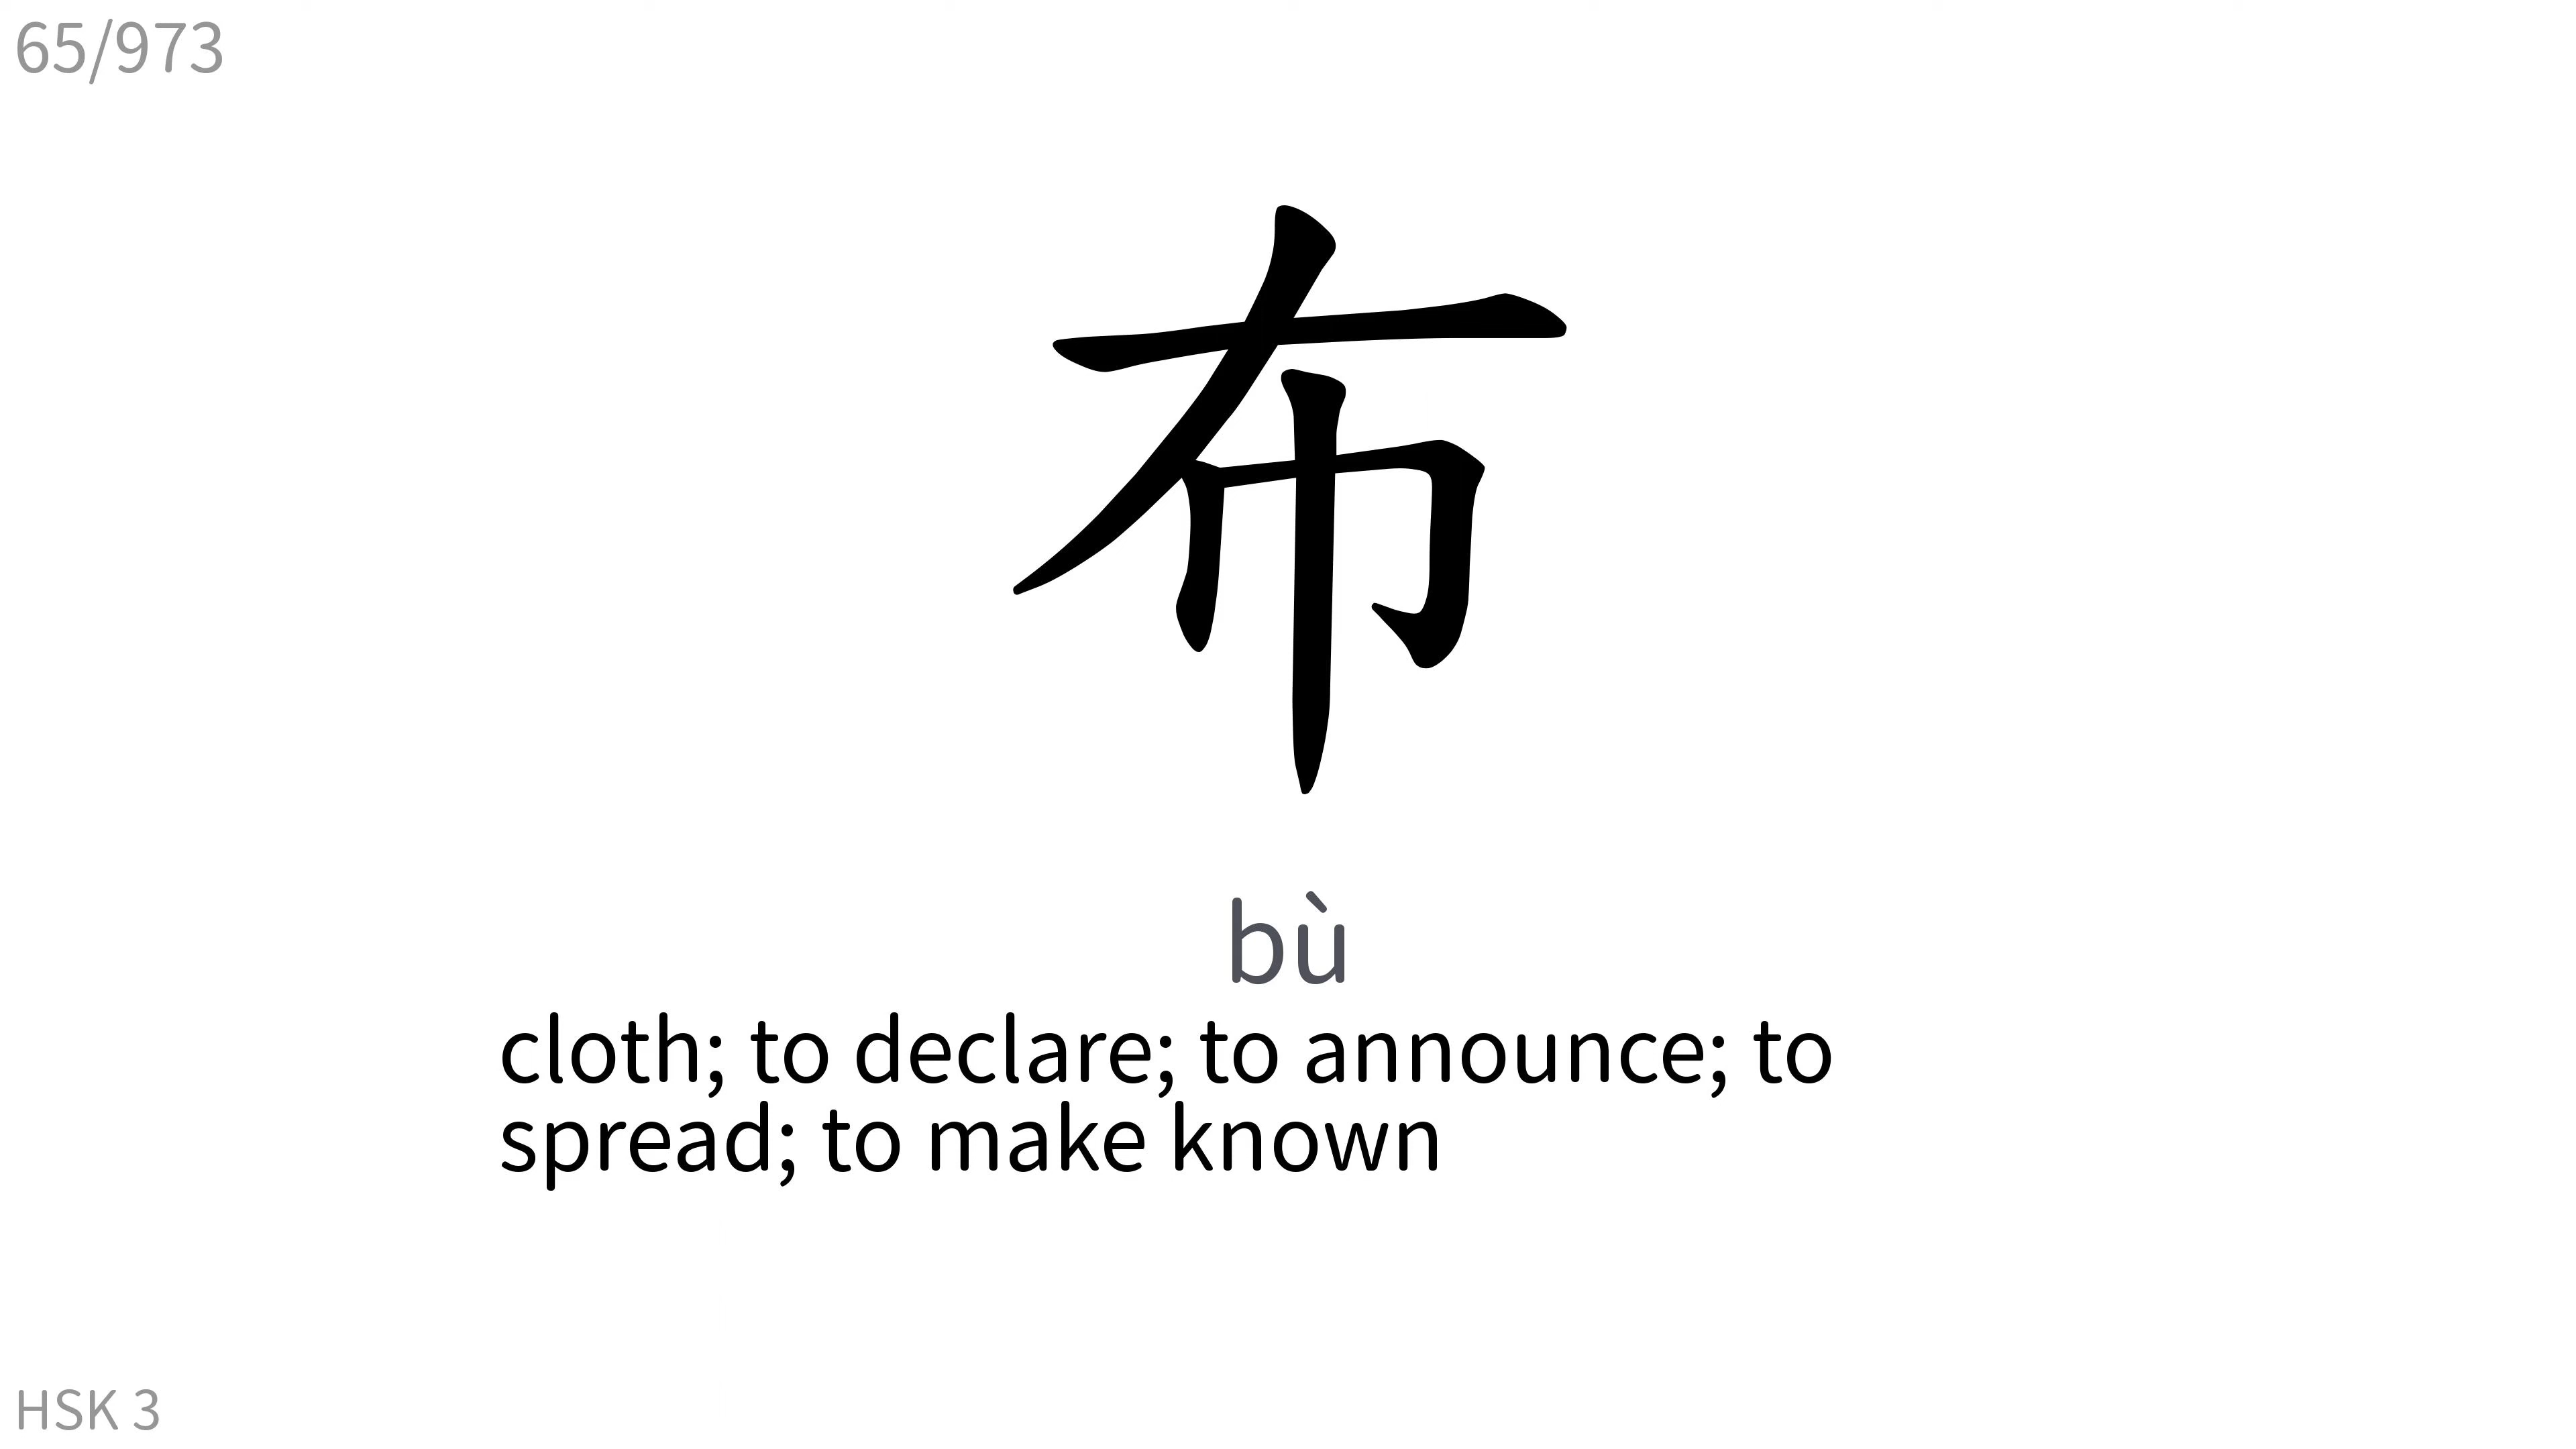 65/973
布
bù
cloth; to declare; to announce; to
spread; to make known
HSK 3